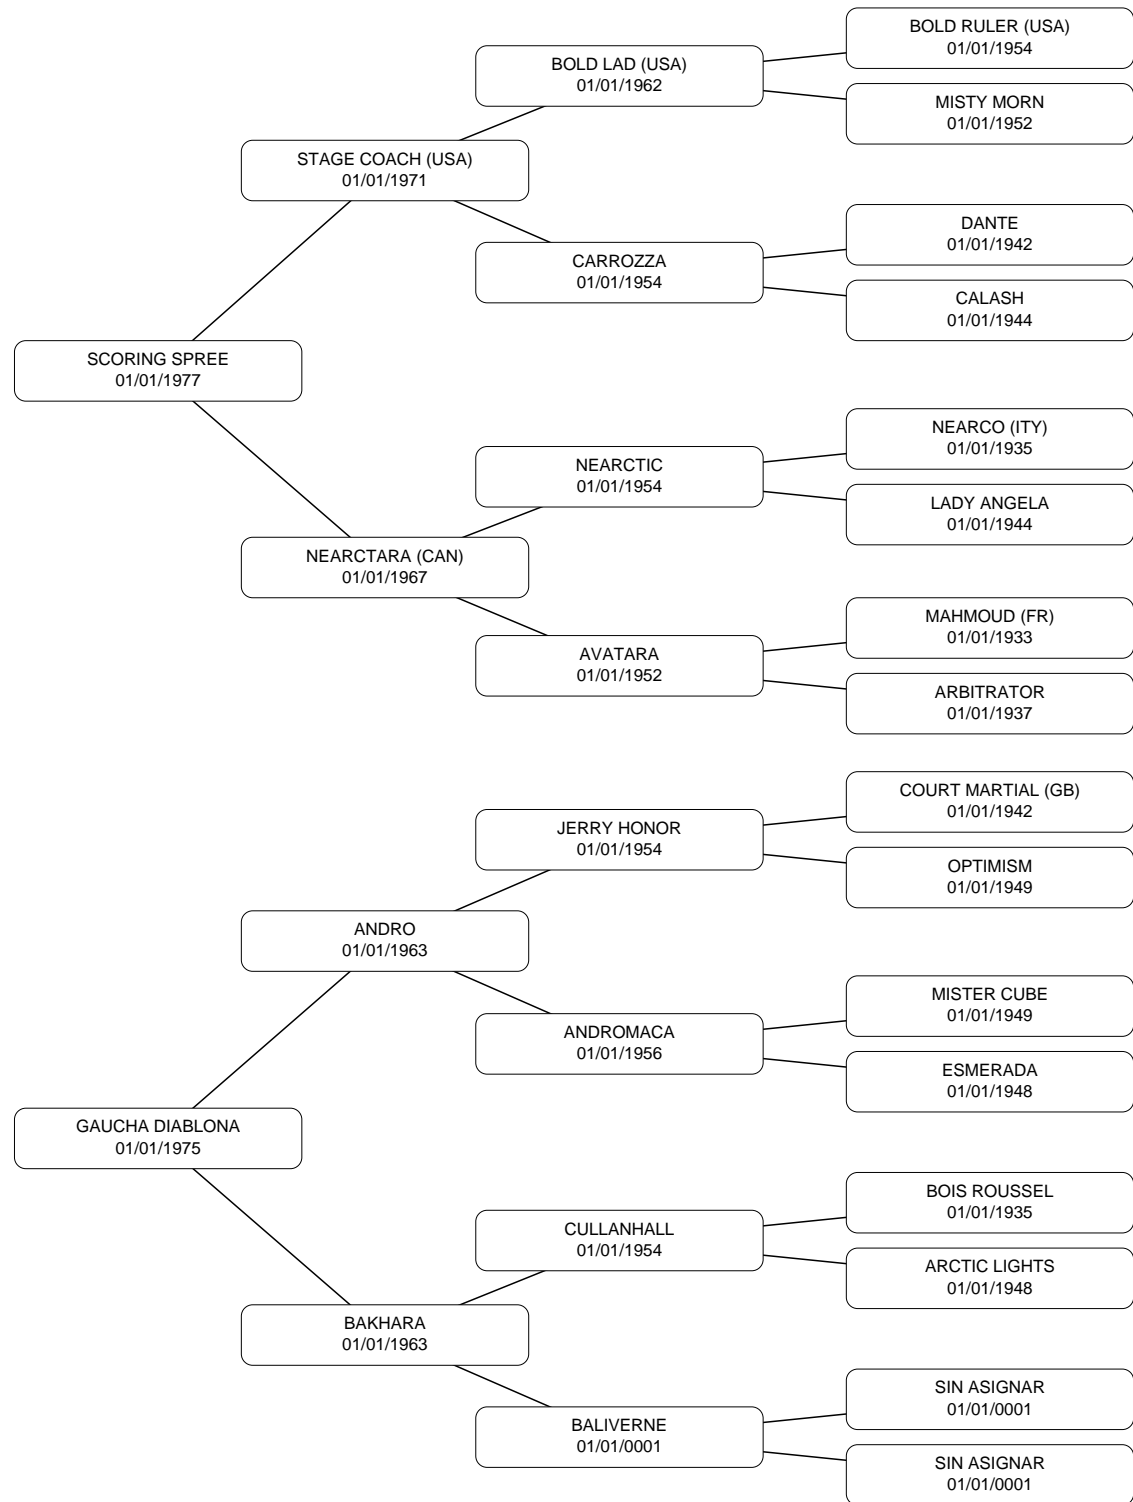 BOLD RULER (USA)
01/01/1954
BOLD LAD (USA)
01/01/1962
MISTY MORN
01/01/1952
STAGE COACH (USA)
01/01/1971
DANTE
01/01/1942
CARROZZA
01/01/1954
CALASH
01/01/1944
SCORING SPREE
01/01/1977
NEARCO (ITY)
01/01/1935
NEARCTIC
01/01/1954
LADY ANGELA
01/01/1944
NEARCTARA (CAN)
01/01/1967
MAHMOUD (FR)
01/01/1933
AVATARA
01/01/1952
ARBITRATOR
01/01/1937
COURT MARTIAL (GB)
01/01/1942
JERRY HONOR
01/01/1954
OPTIMISM
01/01/1949
ANDRO
01/01/1963
MISTER CUBE
01/01/1949
ANDROMACA
01/01/1956
ESMERADA
01/01/1948
GAUCHA DIABLONA
01/01/1975
BOIS ROUSSEL
01/01/1935
CULLANHALL
01/01/1954
ARCTIC LIGHTS
01/01/1948
BAKHARA
01/01/1963
SIN ASIGNAR
01/01/0001
BALIVERNE
01/01/0001
SIN ASIGNAR
01/01/0001